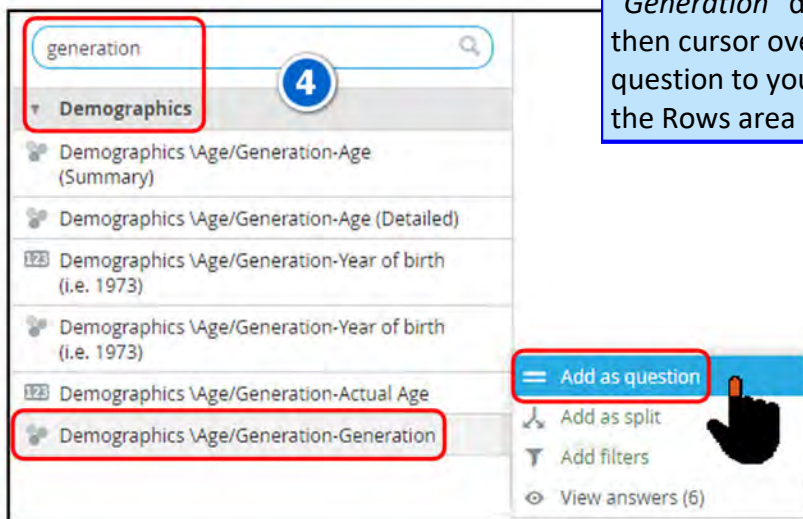 "Generation"
then cursor ove
question to you
the Rows area
generation
4
Demographics
Demographics \Age/Generation-Age
(Summary)
Demographics \Age/Generation-Age (Detailed)
123 Demographics \Age/Generation-Year of birth
(i.e. 1973)
Demographics \Age/Generation-Year of birth
(i.e. 1973)
123 Demographics \Age/Generation-Actual Age
Demographics \Age/Generation-Generation
Add as question
Add as split
Add filters
View answers (6)